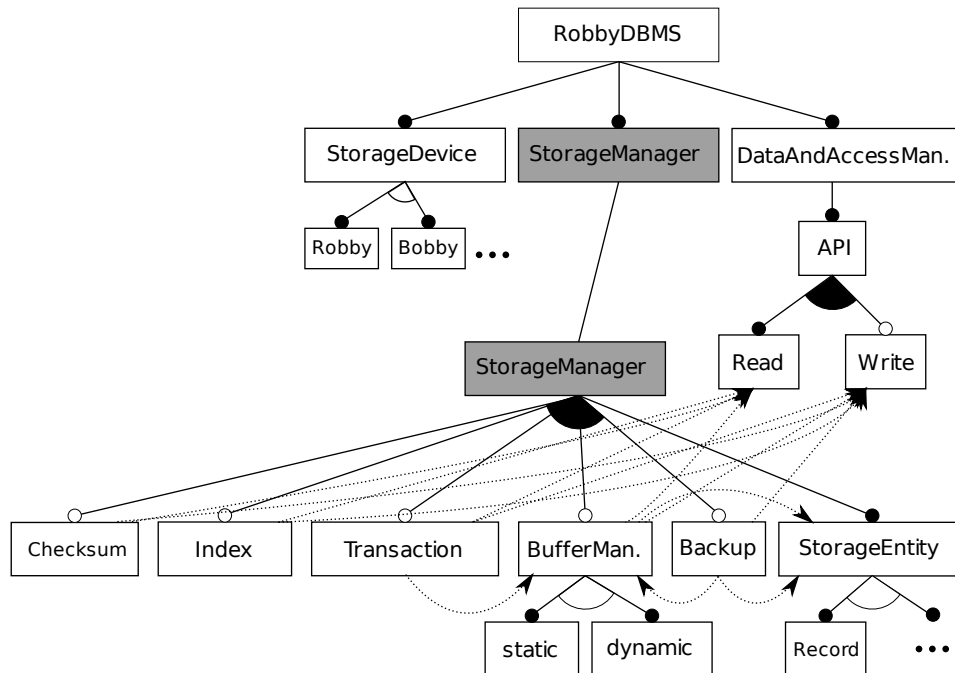 RobbyDBMS
StorageDevice
StorageManager
DataAndAccessMan.
Robby
Bobby
...
API
StorageManager
Read
Write
Checksum
Index
Transaction
BufferMan.
Backup
StorageEntity
static
dynamic
Record
...